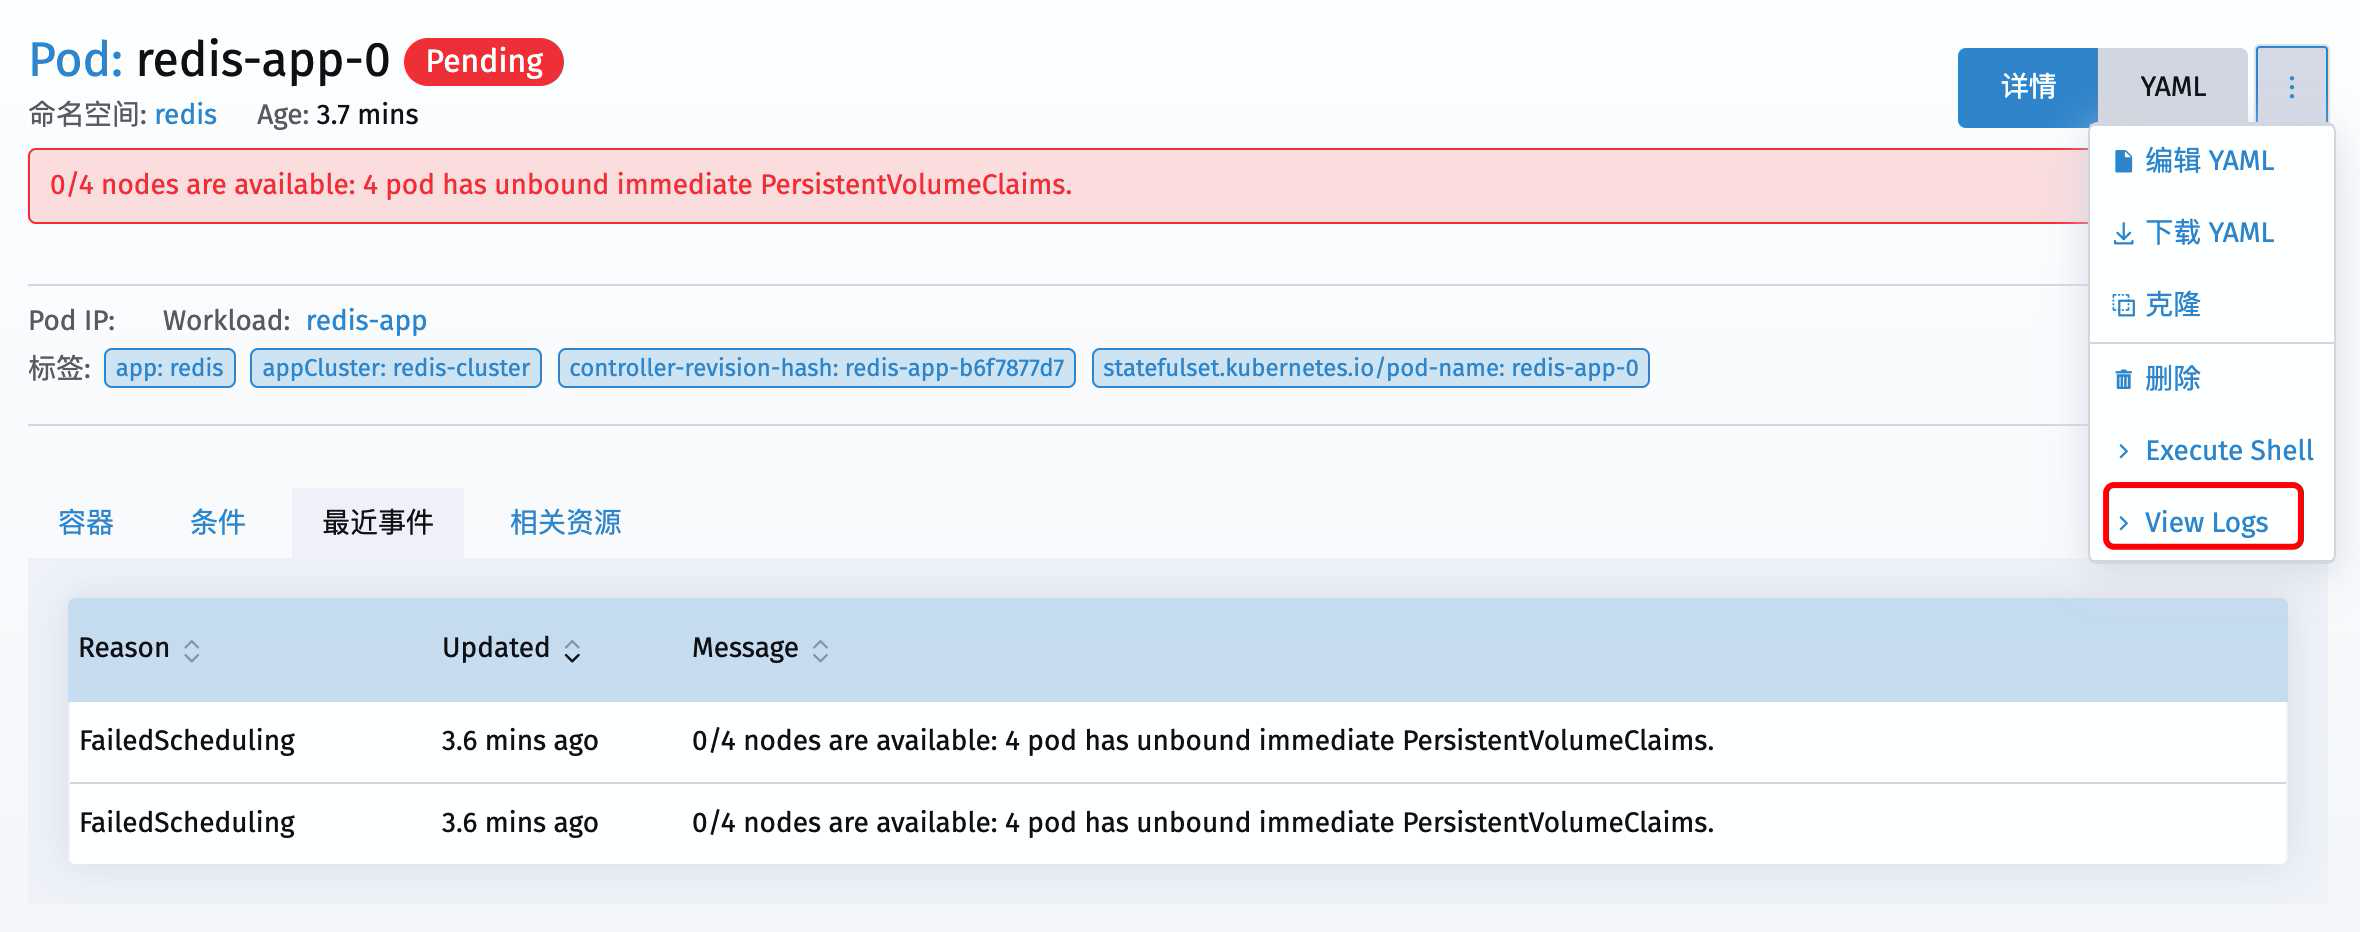 Pod: redis-app-0 Pending
命名空间: redis Age: 3.7 mins
详情 YAML
0/4 nodes are available: 4 pod has unbound immediate PersistentVolumeClaims.
编辑 YAML
下载 YAML
克隆
删除
Execute Shell
View Logs
Pod IP: Workload: redis-app
标签: app: redis appCluster: redis-cluster controller-revision-hash: redis-app-b6f7877d7 statefulset.kubernetes.io/pod-name: redis-app-0
容器 条件 最近事件 相关资源
Reason Updated Message
FailedScheduling 3.6 mins ago 0/4 nodes are available: 4 pod has unbound immediate PersistentVolumeClaims.
FailedScheduling 3.6 mins ago 0/4 nodes are available: 4 pod has unbound immediate PersistentVolumeClaims.